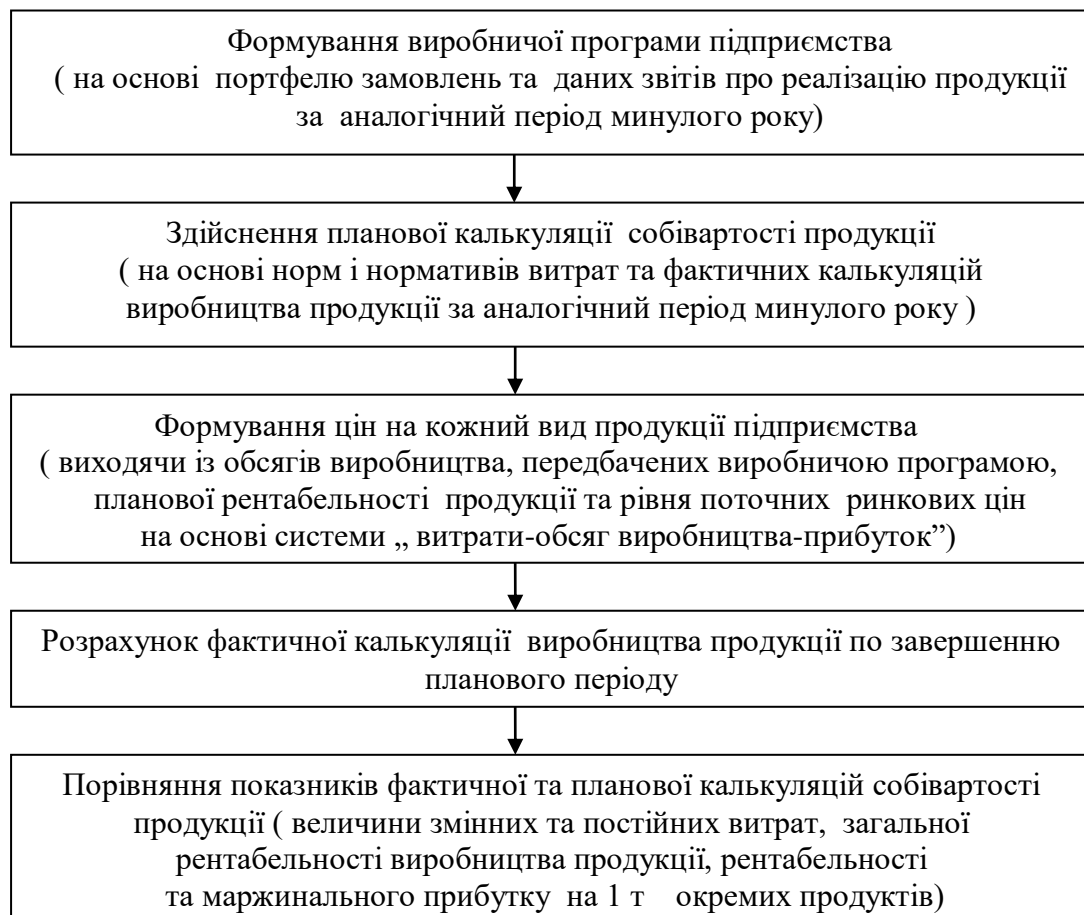 Формування виробничої програми підприємства
( на основі портфелю замовлень та даних звітів про реалізацію продукції
за аналогічний період минулого року)
Здійснення планової калькуляції собівартості продукції
( на основі норм і нормативів витрат та фактичних калькуляцій
виробництва продукції за аналогічний період минулого року )
Формування цін на кожний вид продукції підприємства
( виходячи із обсягів виробництва, передбачених виробничою програмою,
планової рентабельності продукції та рівня поточних ринкових цін
на основі системи „ витрати-обсяг виробництва-прибуток”)
Розрахунок фактичної калькуляції виробництва продукції по завершенню
планового періоду
Порівняння показників фактичної та планової калькуляцій собівартості
продукції ( величини змінних та постійних витрат, загальної
рентабельності виробництва продукції, рентабельності
та маржинального прибутку на 1 т окремих продуктів)